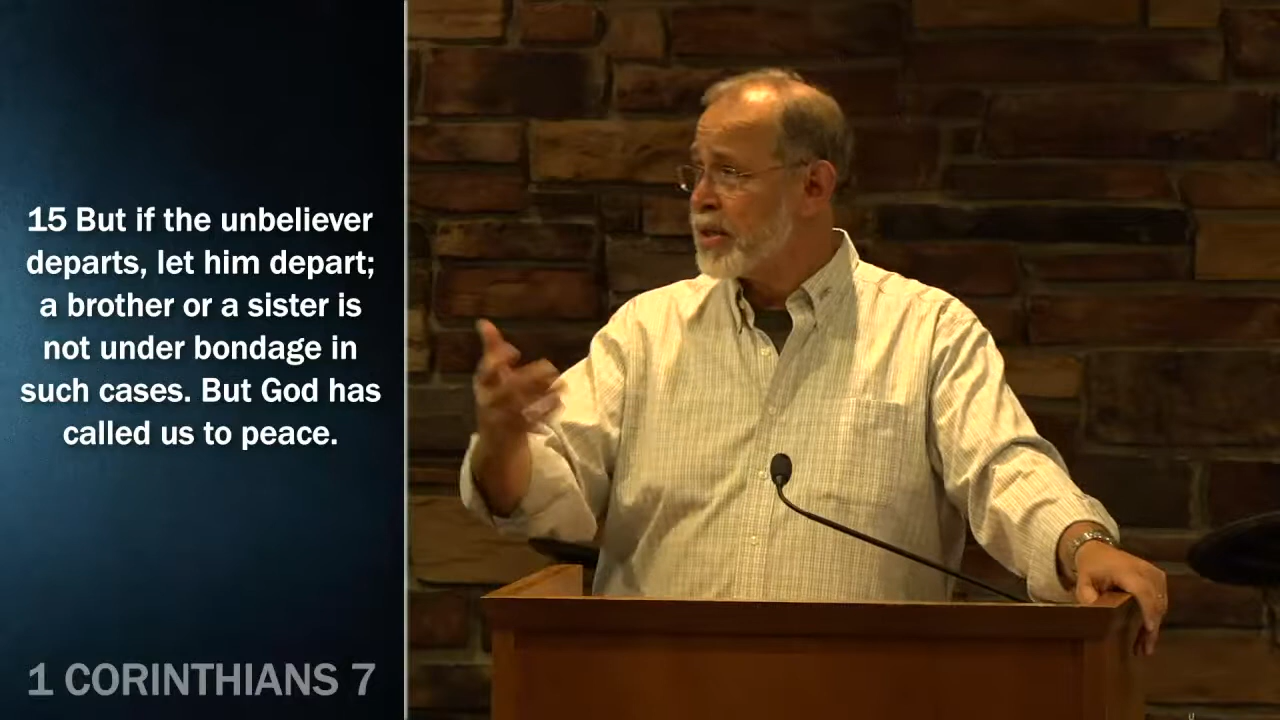 15 But if the unbeliever
departs, let him depart;
a brother or a sister is
not under bondage in
such cases. But God has
called us to peace.
1 CORINTHIANS 7